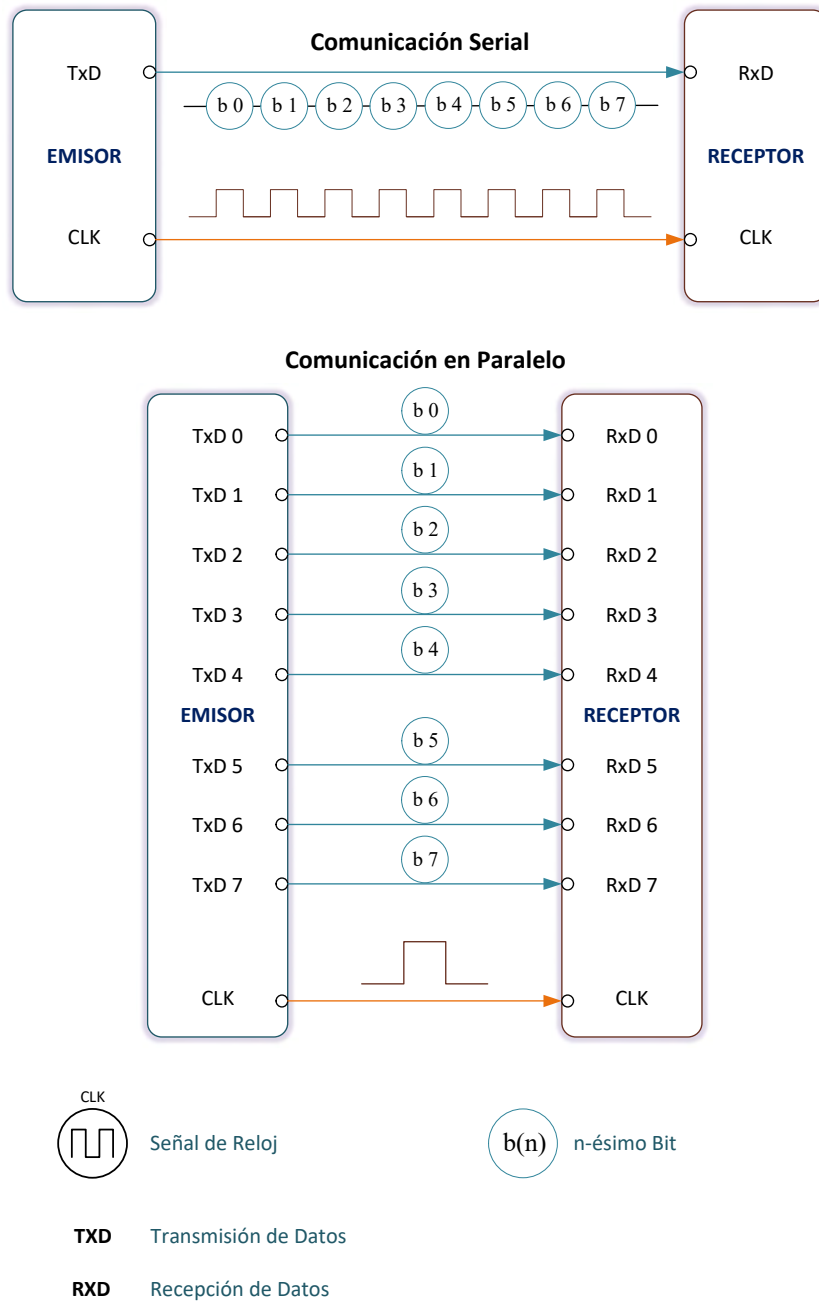 Comunicación Serial
TxD
RxD
b 0 b 1 b 2 b 3 b 4 b 5 b 6 b 7
EMISOR
RECEPTOR
CLK
CLK
Comunicación en Paralelo
b 0
TxD 0
RxD 0
b 1
TxD 1
RxD 1
b 2
TxD 2
RxD 2
b 3
TxD 3
RxD 3
b 4
TxD 4
RxD 4
EMISOR
RECEPTOR
b 5
TxD 5
RxD 5
b 6
TxD 6
RxD 6
b 7
TxD 7
RxD 7
CLK
CLK
CLK
Señal de Reloj
b(n)
n-ésimo Bit
TXD
Transmisión de Datos
RXD
Recepción de Datos